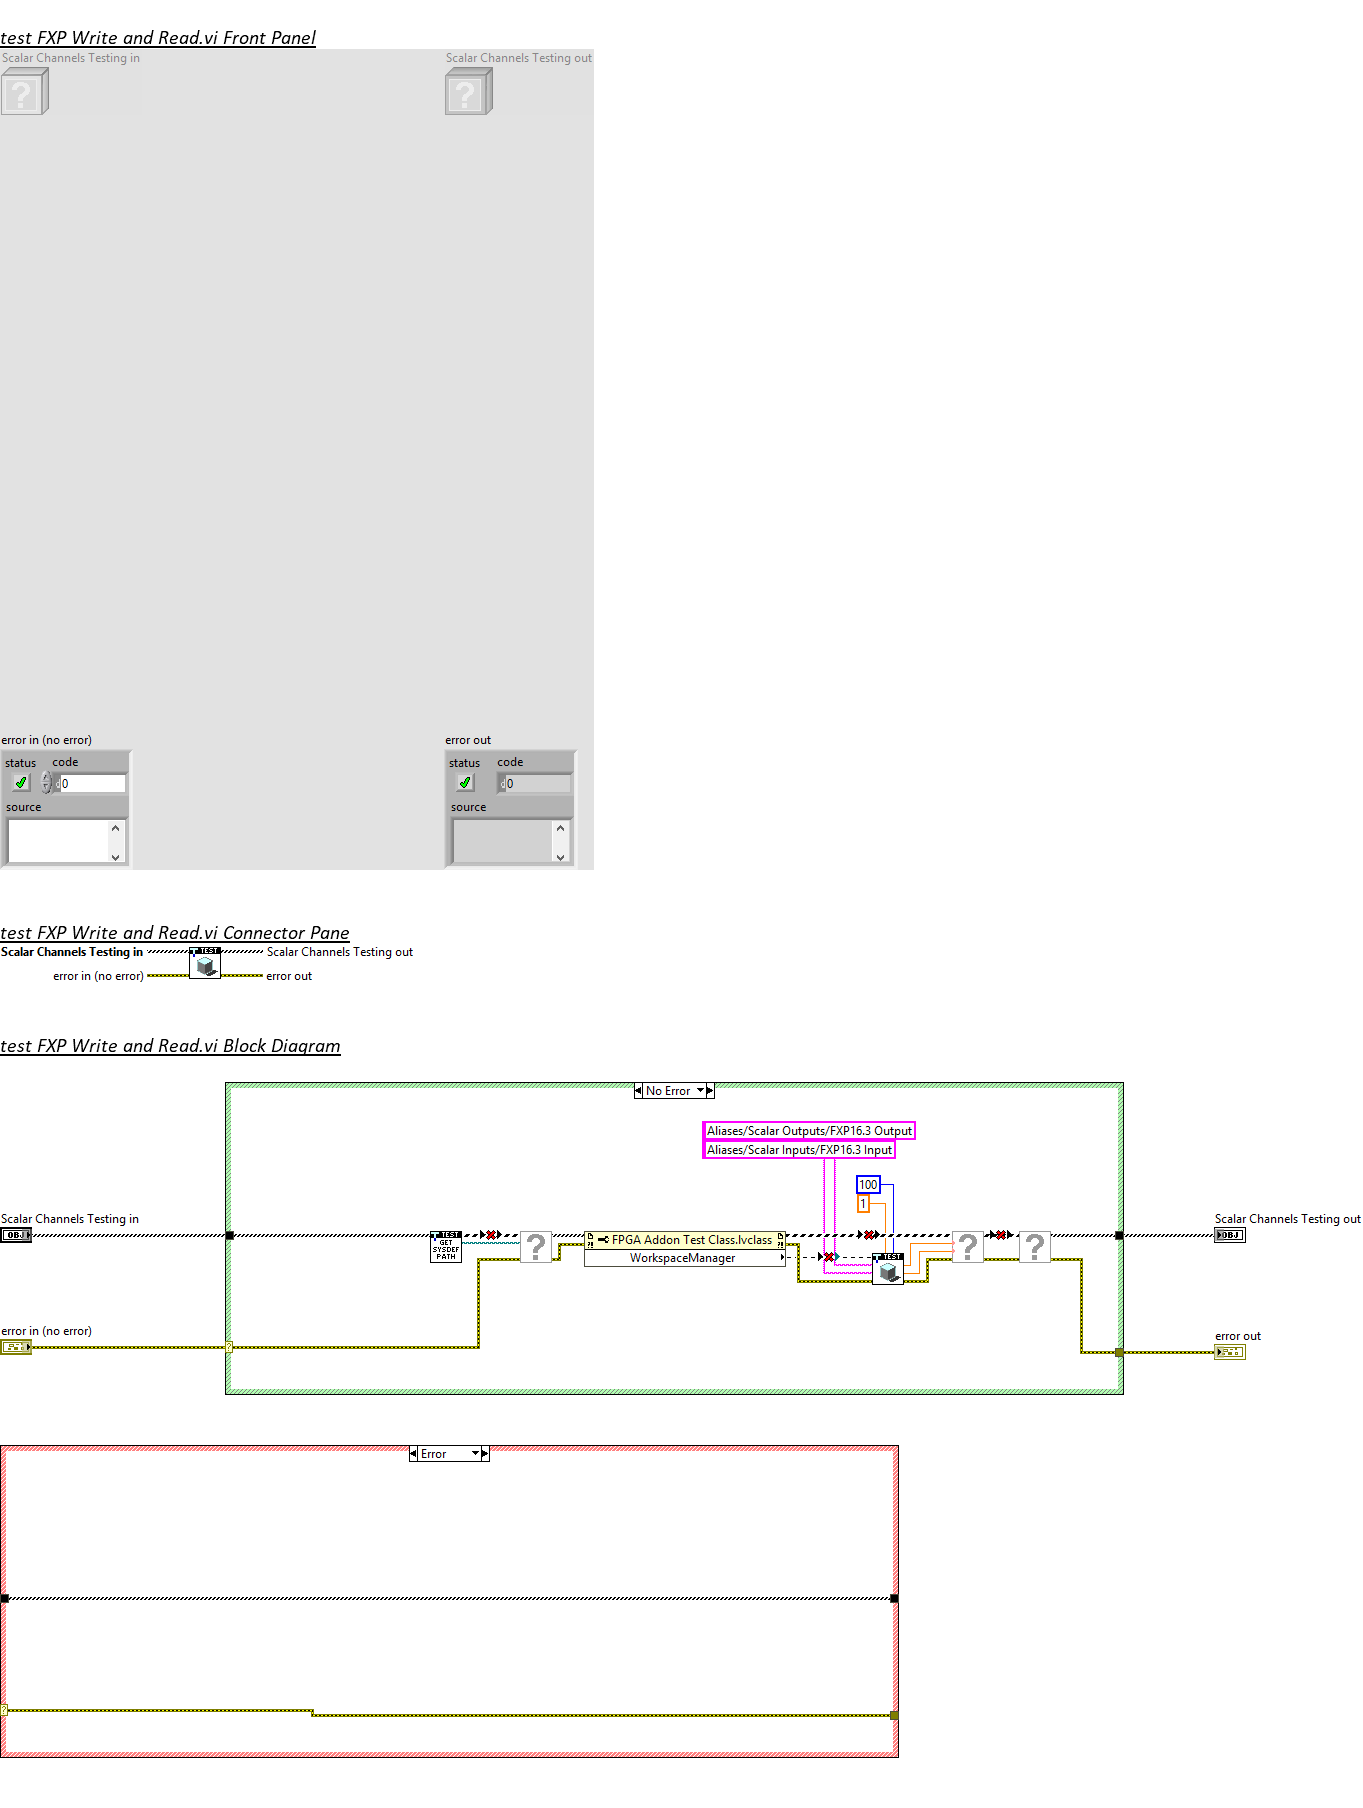 test FXP Write and Read.vi Front Panel
Scalar Channels Testing in
Scalar Channels Testing out
?
?
error in (no error)
error out
status
code
status
code
0
0
source
source
test FXP Write and Read.vi Connector Pane
Scalar Channels Testing in
TEST
Scalar Channels Testing out
error in (no error)
error out
test FXP Write and Read.vi Block Diagram
No Error
Aliases/Scalar Outputs/FXP16.3 Output
Aliases/Scalar Inputs/FXP16.3 Input
100
1
Scalar Channels Testing in
OBJ
TEST
GET
SYSDEF
PATH
?
FPGA Addon Test Class.lvclass
WorkspaceManager
TEST
?
?
Scalar Channels Testing out
OBJ
error in (no error)
?
error out
Error
?